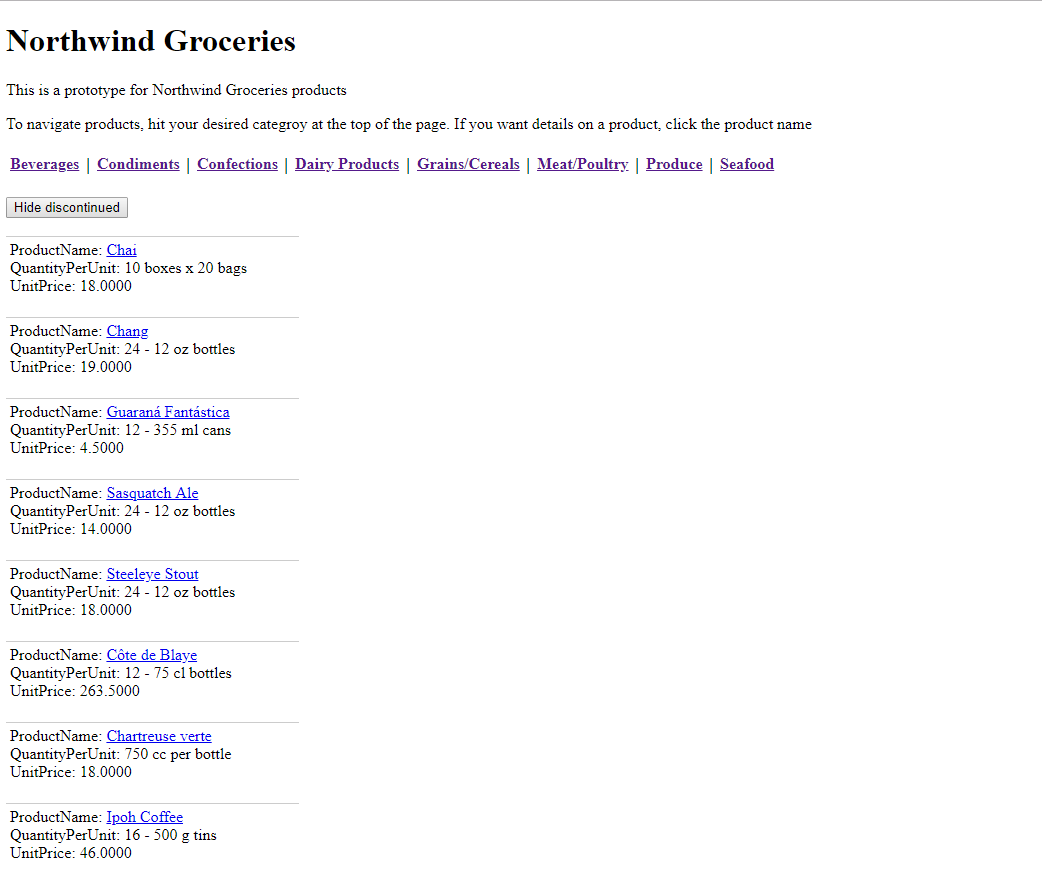 Northwind Groceries
This is a prototype for Northwind Groceries products
To navigate products, hit your desired categroy at the top of the page. If you want details on a product, click the product name
Beverages | Condiments | Confections | Dairy Products | Grains/Cereals | Meat/Poultry | Produce | Seafood
Hide discontinued
ProductName: Chai
QuantityPerUnit: 10 boxes x 20 bags
UnitPrice: 18.0000
ProductName: Chang
QuantityPerUnit: 24 - 12 oz bottles
UnitPrice: 19.0000
ProductName: Guaraná Fantástica
QuantityPerUnit: 12 - 355 ml cans
UnitPrice: 4.5000
ProductName: Sasquatch Ale
QuantityPerUnit: 24 - 12 oz bottles
UnitPrice: 14.0000
ProductName: Steeleye Stout
QuantityPerUnit: 24 - 12 oz bottles
UnitPrice: 18.0000
ProductName: Côte de Blaye
QuantityPerUnit: 12 - 75 cl bottles
UnitPrice: 263.5000
ProductName: Chartreuse verte
QuantityPerUnit: 750 cc per bottle
UnitPrice: 18.0000
ProductName: Ipoh Coffee
QuantityPerUnit: 16 - 500 g tins
UnitPrice: 46.0000